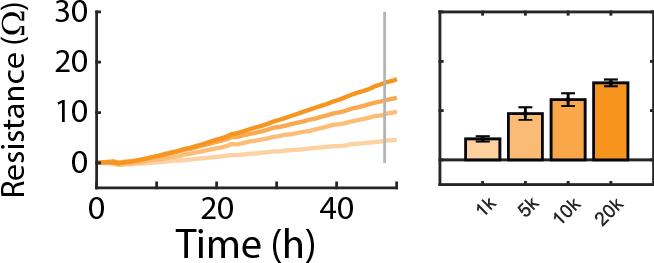 Resistance (Ω)
30
20
10
0
0 20 40
Time (h)
1k 5k 10k 20k